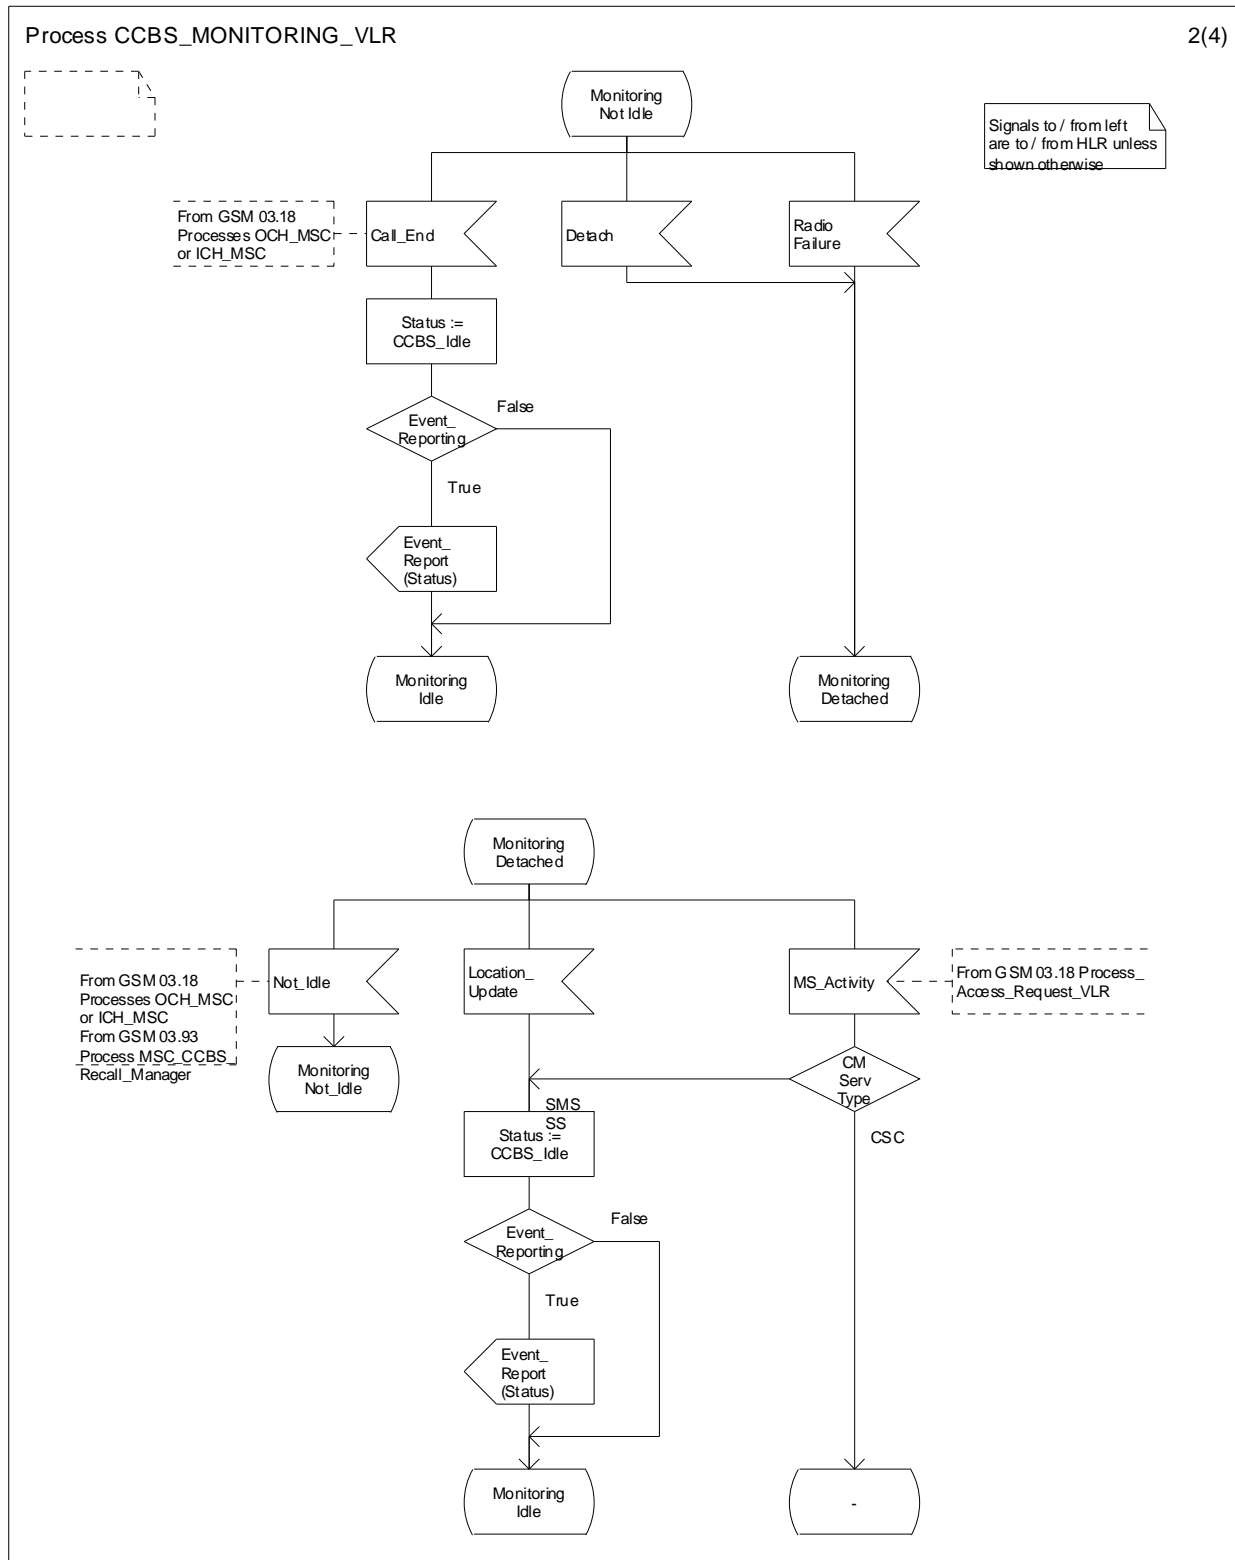 Process CCBS_MONITORING_VLR
2(4)
Monitoring
Not Idle
Signals to / from left
are to / from HLR unless
shown otherwise
From GSM 03.18
Processes OCH_MSC
or ICH_MSC
Call_End
Detach
Radio
Failure
Status :=
CCBS_Idle
Event_
Reporting
False
True
Event_
Report
(Status)
Monitoring
Idle
Monitoring
Detached
Monitoring
Detached
From GSM 03.18
Processes OCH_MSC
or ICH_MSC
From GSM 03.93
Process MSC_CCBS_
Recall_Manager
Not_Idle
Location_
Update
MS_Activity
From GSM 03.18 Process_
Access_Request_VLR
Monitoring
Not_Idle
CM
Serv
Type
SMS
SS
CSC
Status :=
CCBS_Idle
Event_
Reporting
False
True
Event_
Report
(Status)
Monitoring
Idle
-